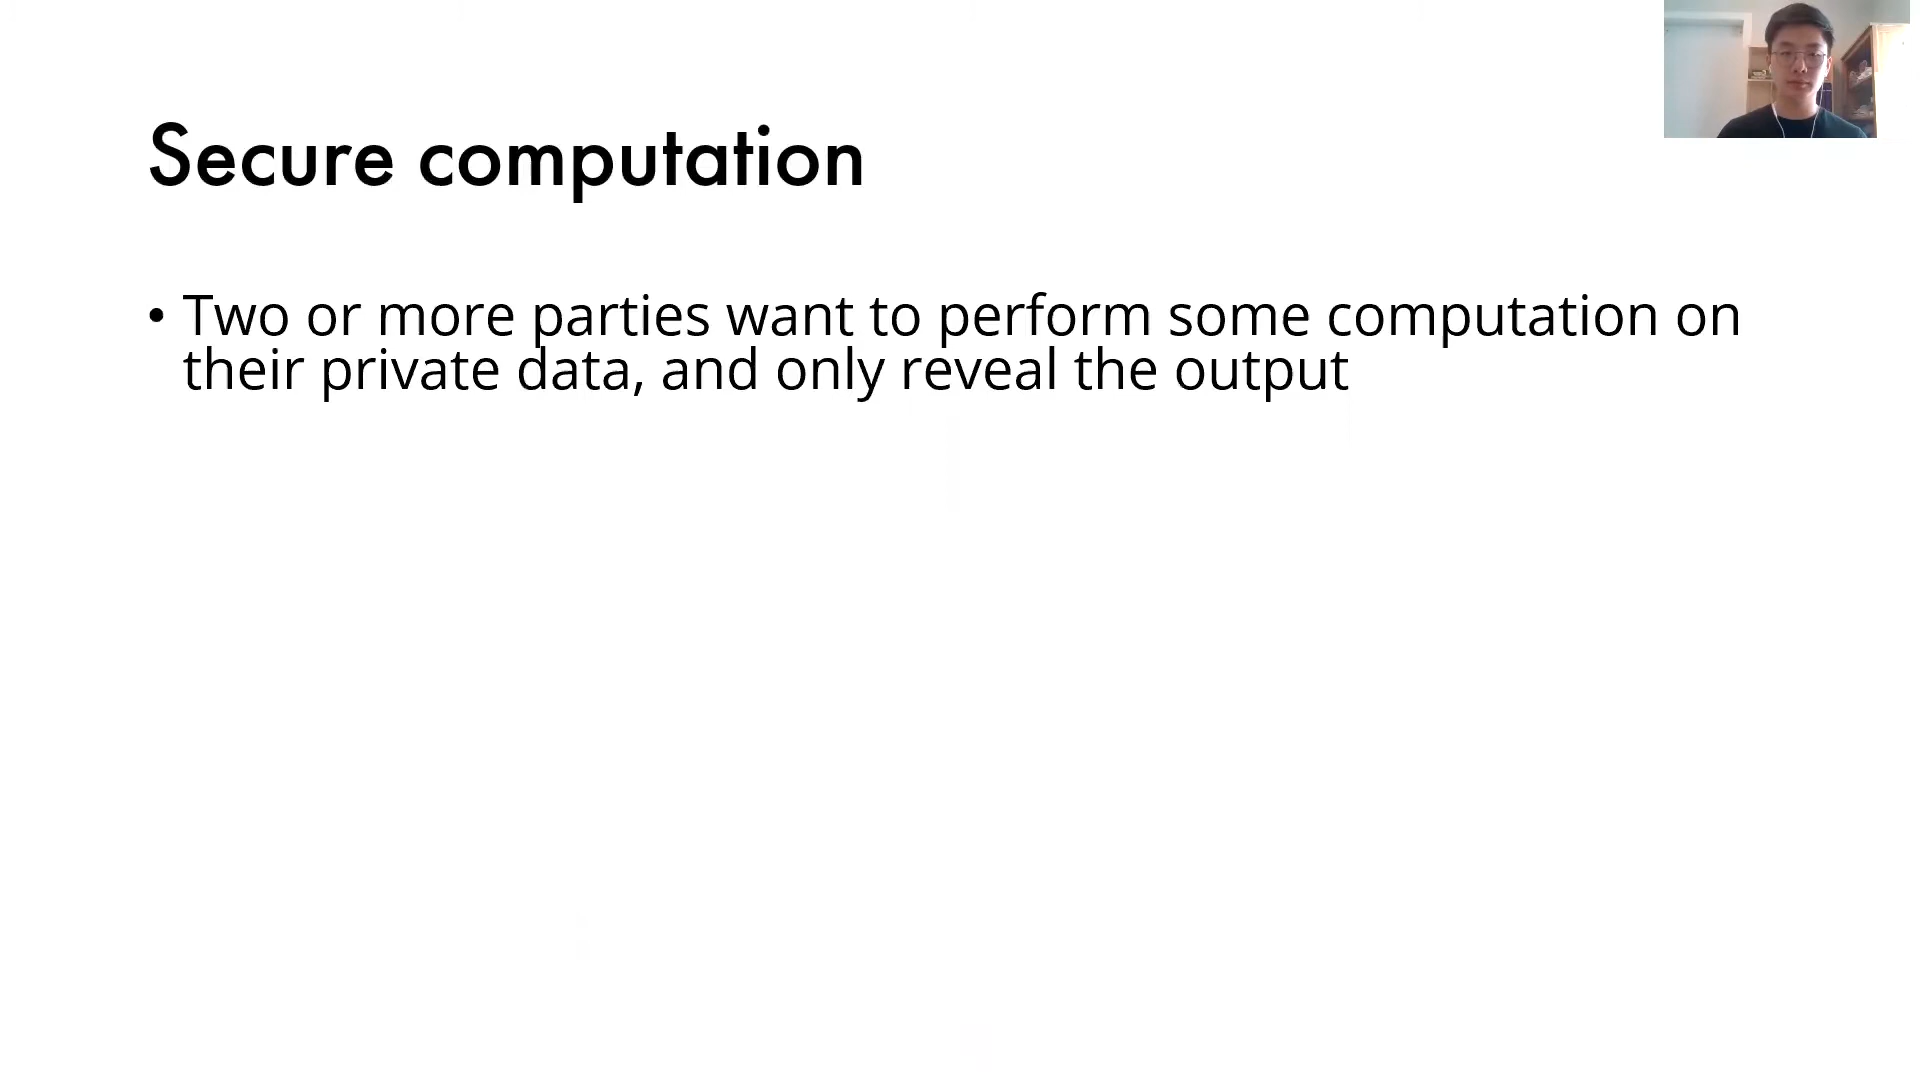 Secure computation
• Two or more parties want to perform some computation on
their private data, and only reveal the output